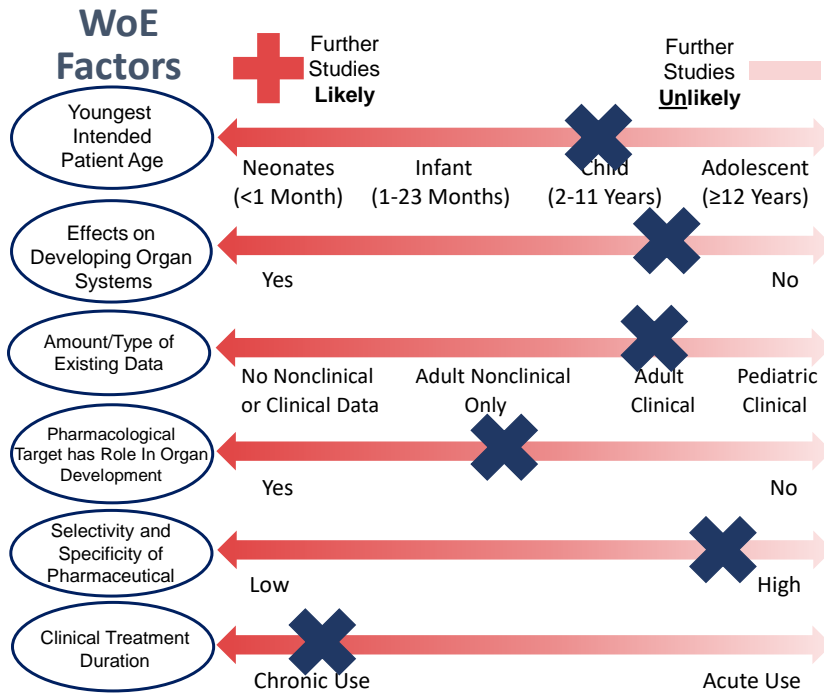 WoE
Factors
Further
Studies
Likely
Further
Studies
Unlikely
Youngest
Intended
Patient Age
Neonates
(<1 Month)
Infant
(1-23 Months)
Child
(2-11 Years)
Adolescent
(≥12 Years)
Effects on
Developing Organ
Systems
Yes
No
Amount/Type of
Existing Data
No Nonclinical
or Clinical Data
Adult Nonclinical
Only
Adult
Clinical
Pediatric
Clinical
Pharmacological
Target has Role In Organ
Development
Yes
No
Selectivity and
Specificity of
Pharmaceutical
Low
High
Clinical Treatment
Duration
Chronic Use
Acute Use